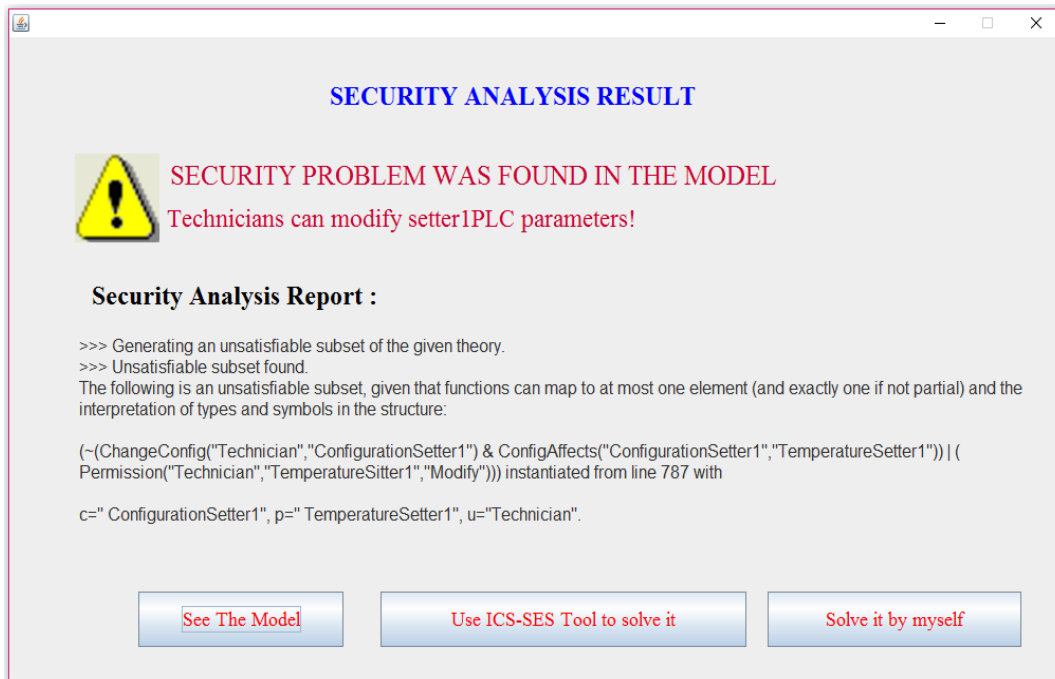 SECURITY ANALYSIS RESULT
SECURITY PROBLEM WAS FOUND IN THE MODEL
Technicians can modify setter1PLC parameters!
Security Analysis Report :
>>> Generating an unsatisfiable subset of the given theory.
>>> Unsatisfiable subset found.
The following is an unsatisfiable subset, given that functions can map to at most one element (and exactly one if not partial) and the
interpretation of types and symbols in the structure:
(~(ChangeConfig("Technician","ConfigurationSetter1") & ConfigAffects("ConfigurationSetter1","TemperatureSetter1")) | (
Permission("Technician","TemperatureSitter1","Modify"))) instantiated from line 787 with
c=" ConfigurationSetter1", p=" TemperatureSetter1", u="Technician".
See The Model
Use ICS-SES Tool to solve it
Solve it by myself